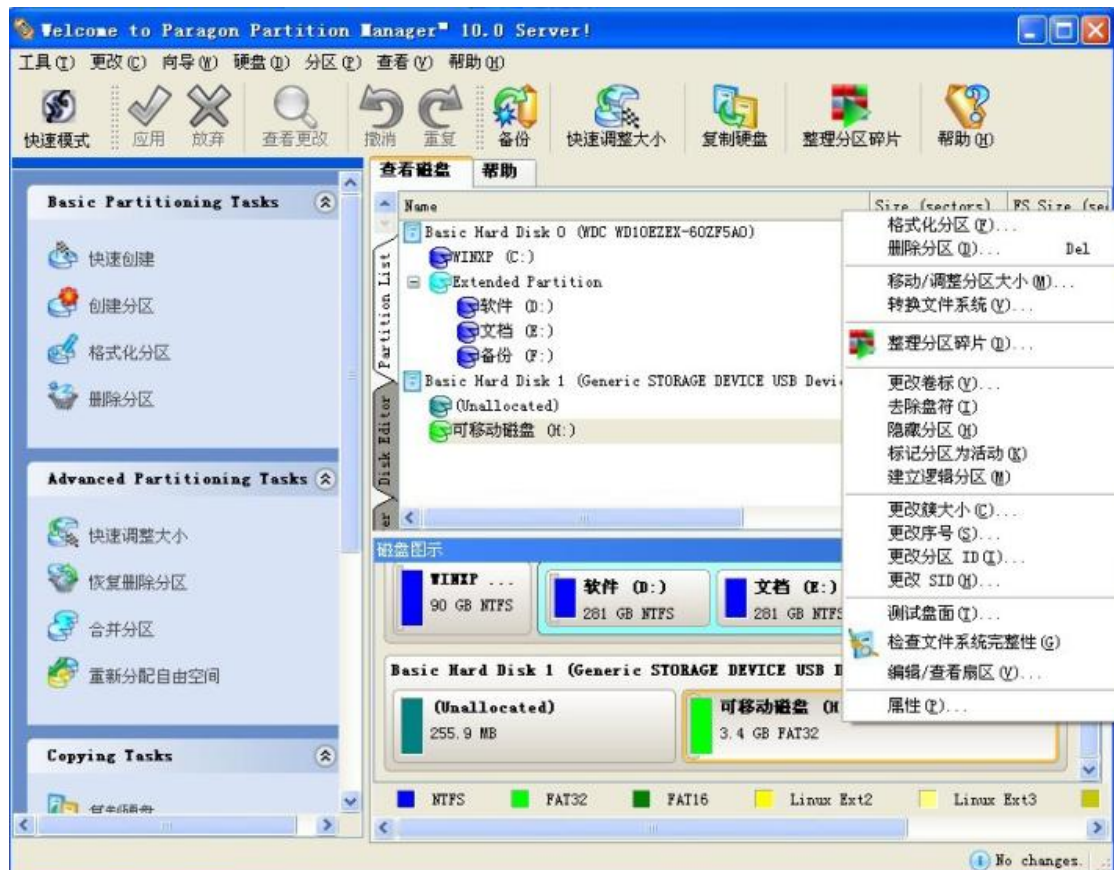 Welcome to Paragon Partition Manager™ 10.0 Server!
工具(T) 更改(C) 向导(W) 硬盘(D) 分区(P) 查看(V) 帮助(H)
快速模式 应用 放弃 查看更改 撤消 重复 备份 快速调整大小 复制硬盘 整理分区碎片 帮助(H)
Basic Partitioning Tasks
快速创建
创建分区
格式化分区
删除分区
Advanced Partitioning Tasks
快速调整大小
恢复删除分区
合并分区
重新分配自由空间
Copying Tasks
复制硬盘
查看磁盘 帮助
Partition List
Disk Editor
Name Size (sectors) FS Size (se
Basic Hard Disk 0 (WDC WD10EZEX-60ZF5A0)
WINXP (C:)
Extended Partition
软件 (D:)
文档 (E:)
备份 (F:)
Basic Hard Disk 1 (Generic STORAGE DEVICE USB Devi
(Unallocated)
可移动磁盘 (H:)
格式化分区(F)...
删除分区(D)... Del
移动/调整分区大小(M)...
转换文件系统(V)...
整理分区碎片(D)...
更改卷标(V)...
去除盘符(I)
隐藏分区(H)
标记分区为活动(K)
建立逻辑分区(M)
更改簇大小(C)...
更改序号(S)...
更改分区 ID(I)...
更改 SID(H)...
测试盘面(T)...
检查文件系统完整性(G)
编辑/查看扇区(V)...
属性(P)...
磁盘图示
WINXP ...
90 GB NTFS
软件 (D:)
281 GB NTFS
文档 (E:)
281 GB NTFS
Basic Hard Disk 1 (Generic STORAGE DEVICE USB D
(Unallocated)
255.9 MB
可移动磁盘 (H
3.4 GB FAT32
NTFS FAT32 FAT16 Linux Ext2 Linux Ext3
No changes.